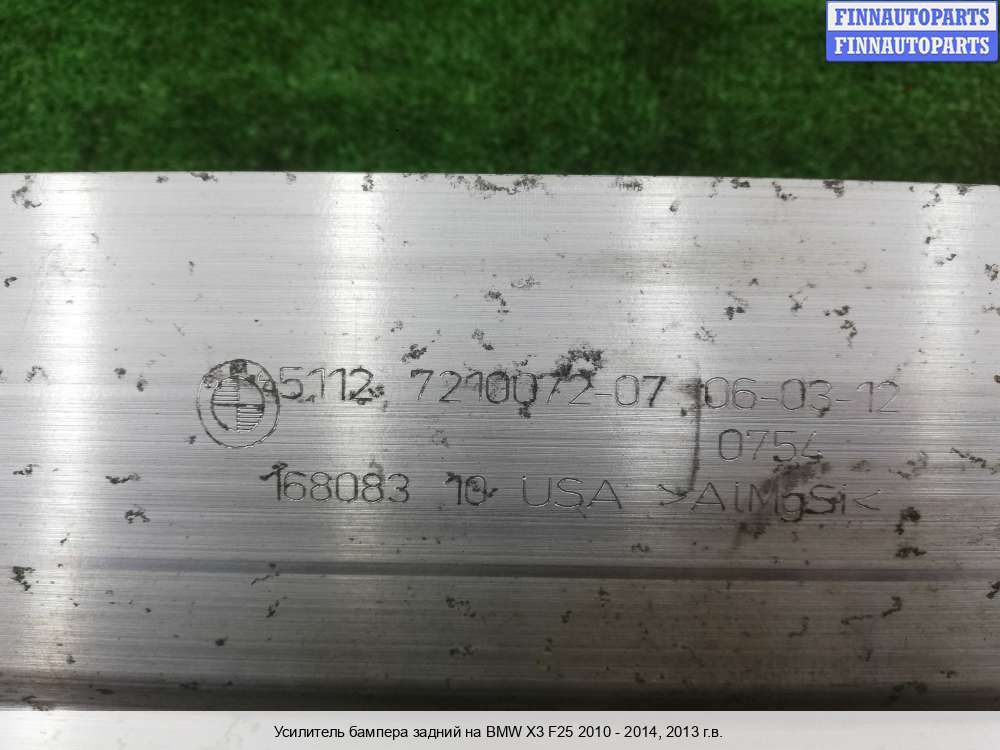 FINNAUTOPARTS
FINNAUTOPARTS
5112 7210072-07 06-03-12
0754
168083 10 USA >AlMgSi<
Усилитель бампера задний на BMW X3 F25 2010 - 2014, 2013 г.в.